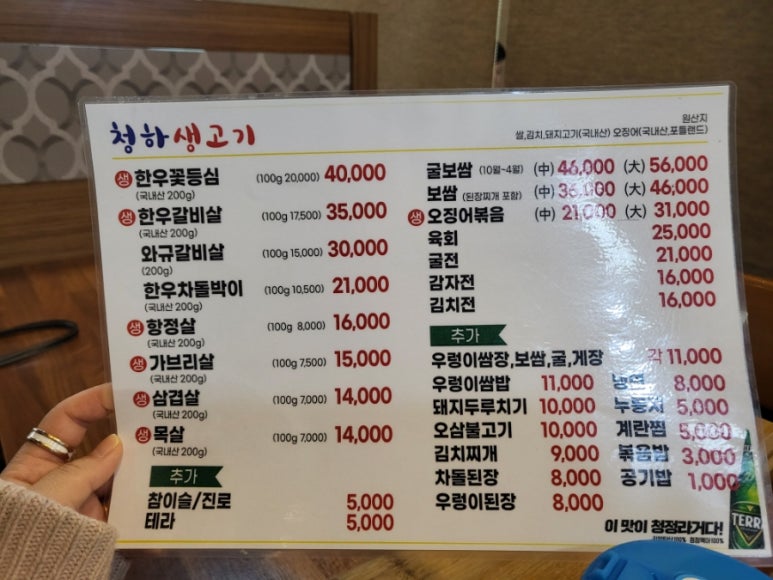 청하생고기
원산지
쌀,김치,돼지고기(국내산) 오징어(국내산,포틀랜드)
생 한우꽃등심 (100g 20,000) 40,000
(국내산 200g)
생 한우갈비살 (100g 17,500) 35,000
(국내산 200g)
와규갈비살 (100g 15,000) 30,000
(200g)
한우차돌박이 (100g 10,500) 21,000
(국내산 200g)
생 항정살 (100g 8,000) 16,000
(국내산 200g)
생 가브리살 (100g 7,500) 15,000
(국내산 200g)
생 삼겹살 (100g 7,000) 14,000
(국내산 200g)
생 목살 (100g 7,000) 14,000
(국내산 200g)
추가
참이슬/진로 5,000
테라 5,000
굴보쌈 (10월~4월) (中) 46,000 (大) 56,000
보쌈 (된장찌개 포함) (中) 36,000 (大) 46,000
생 오징어볶음 (中) 21,000 (大) 31,000
육회 25,000
굴전 21,000
감자전 16,000
김치전 16,000
추가
우렁이쌈장,보쌈,굴,게장 각 11,000
우렁이쌈밥 11,000 냉면 8,000
돼지두루치기 10,000 누룽지 5,000
오삼불고기 10,000 계란찜 5,000
김치찌개 9,000 볶음밥 3,000
차돌된장 8,000 공기밥 1,000
우렁이된장 8,000
이 맛이 청정라거다!
TERR